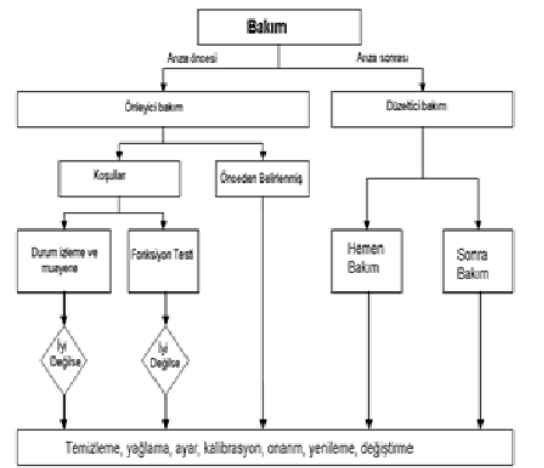 Bakım
Arıza öncesi
Arıza sonrası
Önleyici bakım
Düzeltici bakım
Koşullar
Önceden Belirlenmiş
Durum izleme ve
muayene
Fonksiyon Testi
Hemen
Bakım
Sonra
Bakım
İyi
Değilse
İyi
Değilse
Temizleme, yağlama, ayar, kalibrasyon, onarım, yenileme, değiştirme